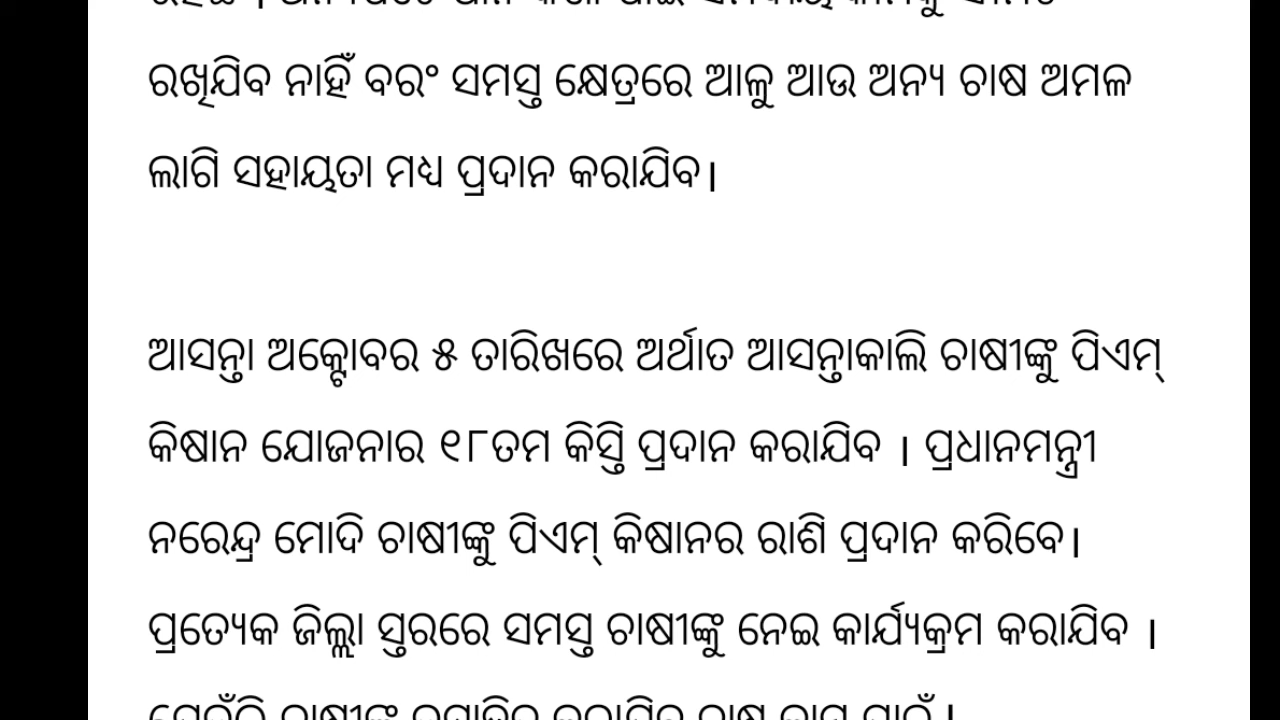 ରଖିଯିବ ନାହିଁ ବରଂ ସମସ୍ତ କ୍ଷେତ୍ରରେ ଆଳୁ ଆଉ ଅନ୍ୟ ଚାଷ ଅମଳ
ଲାଗି ସହାୟତା ମଧ୍ୟ ପ୍ରଦାନ କରାଯିବ।
ଆସନ୍ତା ଅକ୍ଟୋବର ୫ ତାରିଖରେ ଅର୍ଥାତ ଆସନ୍ତାକାଲି ଚାଷୀଙ୍କୁ ପିଏମ୍
କିଷାନ ଯୋଜନାର ୧୮ତମ କିସ୍ତି ପ୍ରଦାନ କରାଯିବ । ପ୍ରଧାନମନ୍ତ୍ରୀ
ନରେନ୍ଦ୍ର ମୋଦି ଚାଷୀଙ୍କୁ ପିଏମ୍ କିଷାନର ରାଶି ପ୍ରଦାନ କରିବେ।
ପ୍ରତ୍ୟେକ ଜିଲ୍ଲା ସ୍ତରରେ ସମସ୍ତ ଚାଷୀଙ୍କୁ ନେଇ କାର୍ଯ୍ୟକ୍ରମ କରାଯିବ ।